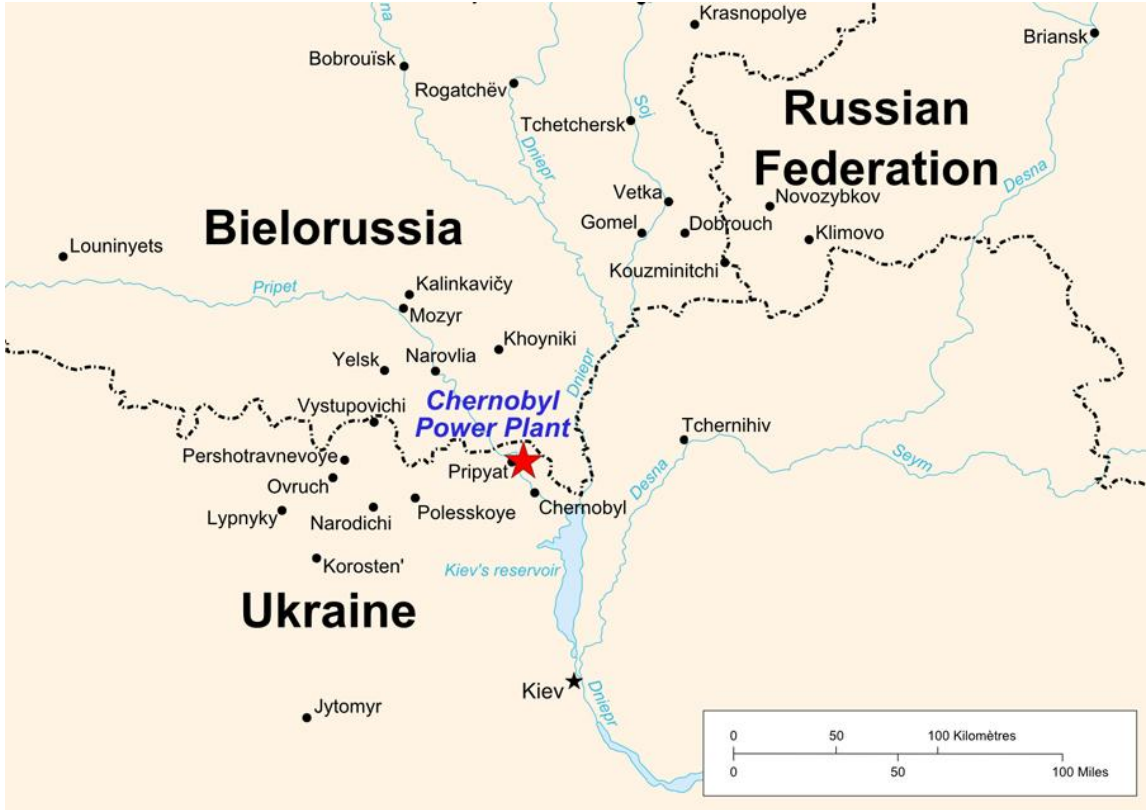 na
Krasnopolye
Briansk
Bobrouïsk
Rogatchëv
Russian
Federation
Soj
Tchetchersk
Dniepr
Desna
Vetka
Novozybkov
Bielorussia
Gomel
Dobrouch
Klimovo
Louninyets
Kouzminitchi
Pripet
Kalinkavičy
Mozyr
Khoyniki
Yelsk
Narovlia
Dniepr
Chernobyl
Power Plant
Vystupovichi
Tchernihiv
Pershotravnevoye
Pripyat
Seym
Ovruch
Desna
Lypnyky
Narodichi
Polesskoye
Chernobyl
Korosten'
Kiev's reservoir
Ukraine
Kiev
Dniepr
Jytomyr
0 50 100 Kilomètres
0 50 100 Miles